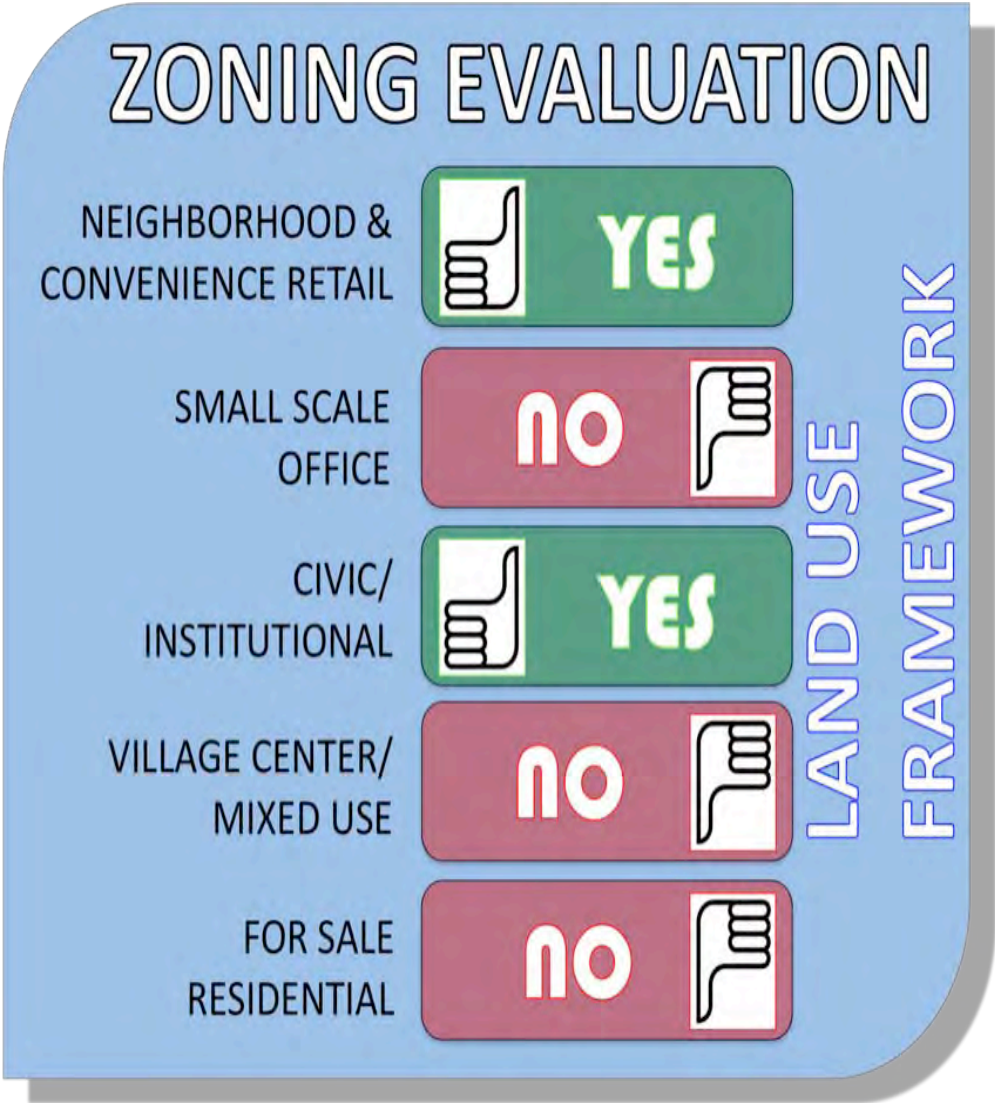 ZONING EVALUATION
NEIGHBORHOOD &
CONVENIENCE RETAIL
YES
SMALL SCALE
OFFICE
NO
CIVIC/
INSTITUTIONAL
YES
VILLAGE CENTER/
MIXED USE
NO
FOR SALE
RESIDENTIAL
NO
LAND USE
FRAMEWORK